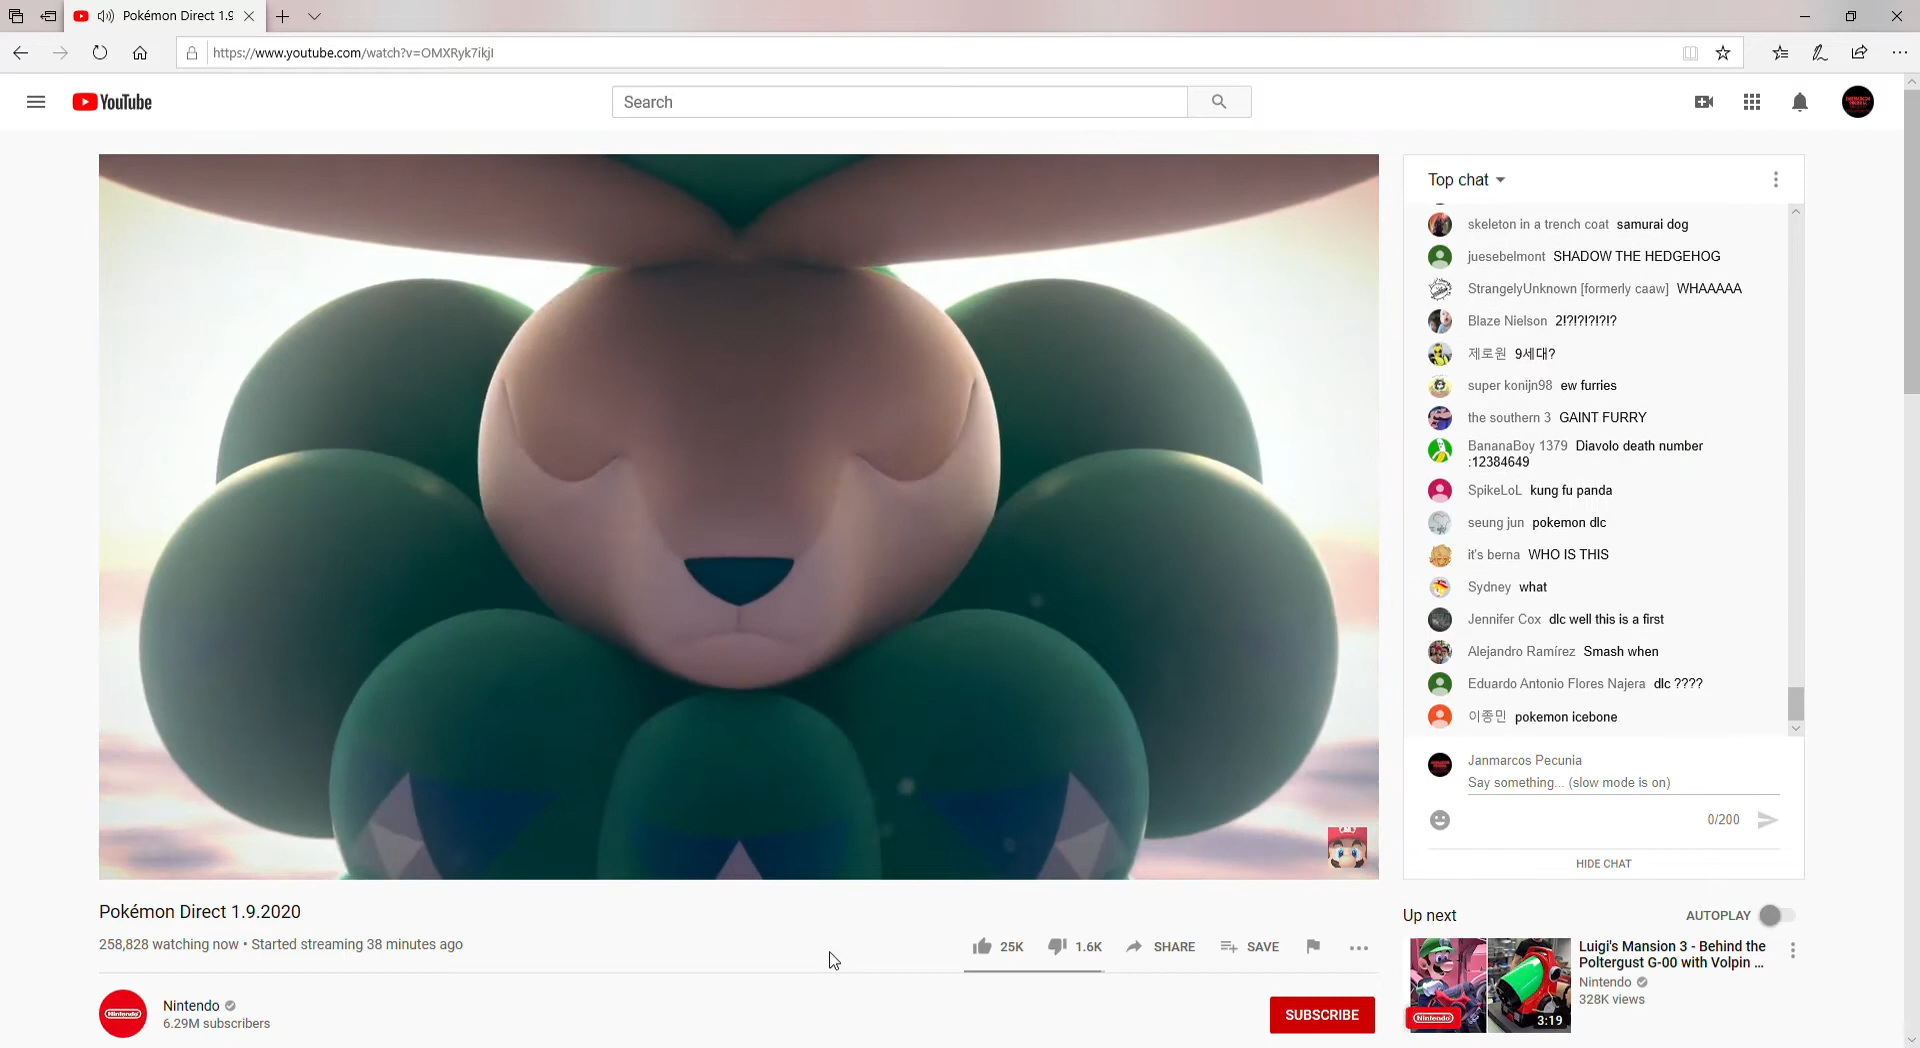 Pokémon Direct 1.9
https://www.youtube.com/watch?v=OMXRyk7ikjI
YouTube
Search
Top chat
skeleton in a trench coat samurai dog
juesebelmont SHADOW THE HEDGEHOG
StrangelyUnknown [formerly caaw] WHAAAAA
Blaze Nielson 2!?!?!?!?!?
제로원 9세대?
super konijn98 ew furries
the southern 3 GAINT FURRY
BananaBoy 1379 Diavolo death number
:12384649
SpikeLoL kung fu panda
seung jun pokemon dlc
it's berna WHO IS THIS
Sydney what
Jennifer Cox dlc well this is a first
Alejandro Ramírez Smash when
Eduardo Antonio Flores Najera dlc ????
이종민 pokemon icebone
Janmarcos Pecunia
Say something... (slow mode is on)
0/200
HIDE CHAT
Pokémon Direct 1.9.2020
258,828 watching now • Started streaming 38 minutes ago
25K 1.6K SHARE SAVE
Nintendo
Nintendo
6.29M subscribers
SUBSCRIBE
Up next
AUTOPLAY
Luigi's Mansion 3 - Behind the
Poltergust G-00 with Volpin ...
Nintendo
328K views
Nintendo
3:19